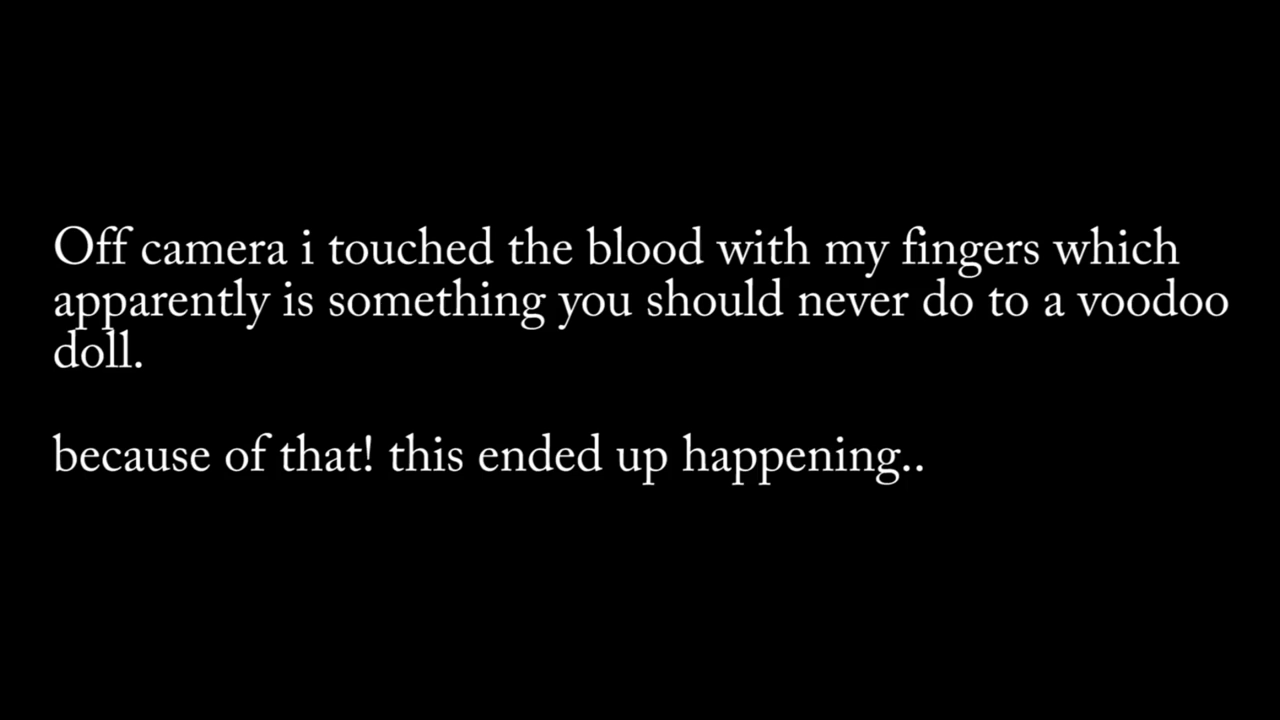 Off camera i touched the blood with my fingers which
apparently is something you should never do to a voodoo
doll.
because of that! this ended up happening..